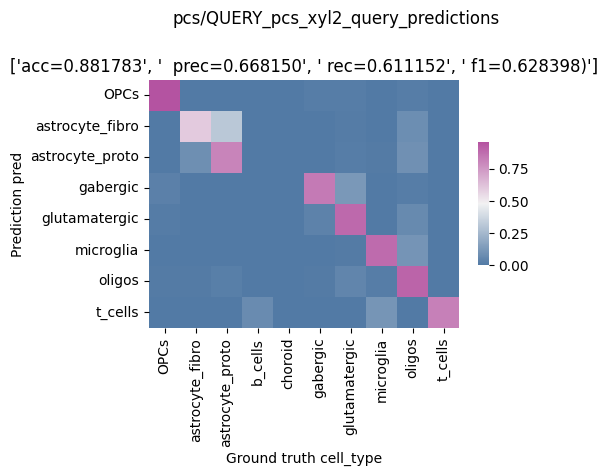 pcs/QUERY_pcs_xyl2_query_predictions
['acc=0.881783', '  prec=0.668150', ' rec=0.611152', ' f1=0.628398)']
OPCs
astrocyte_fibro
astrocyte_proto
gabergic
glutamatergic
microglia
oligos
t_cells
Prediction pred
0.75
0.50
0.25
0.00
OPCs
astrocyte_fibro
astrocyte_proto
b_cells
choroid
gabergic
glutamatergic
microglia
oligos
t_cells
Ground truth cell_type